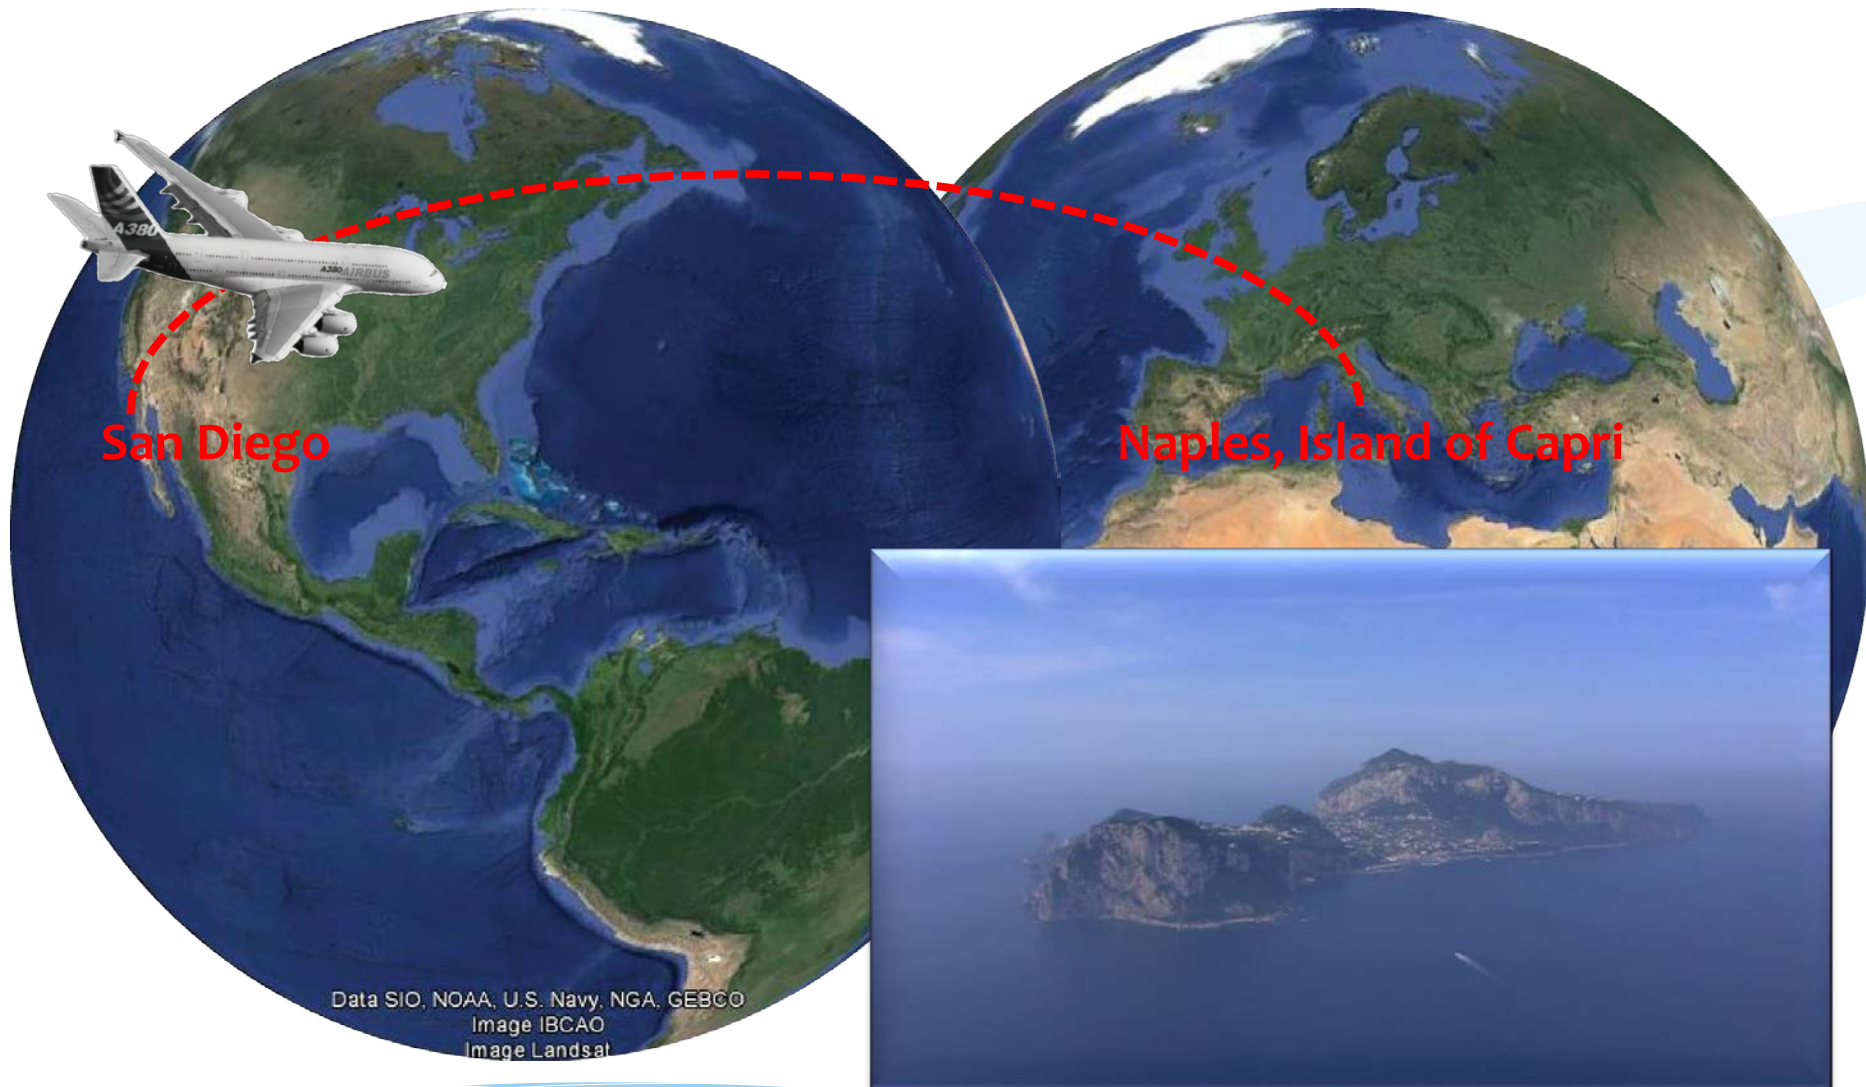 A380
A380 AIRBUS
San Diego
Naples, Island of Capri
Data SIO, NOAA, U.S. Navy, NGA, GEBCO
Image IBCAO
Image Landsat